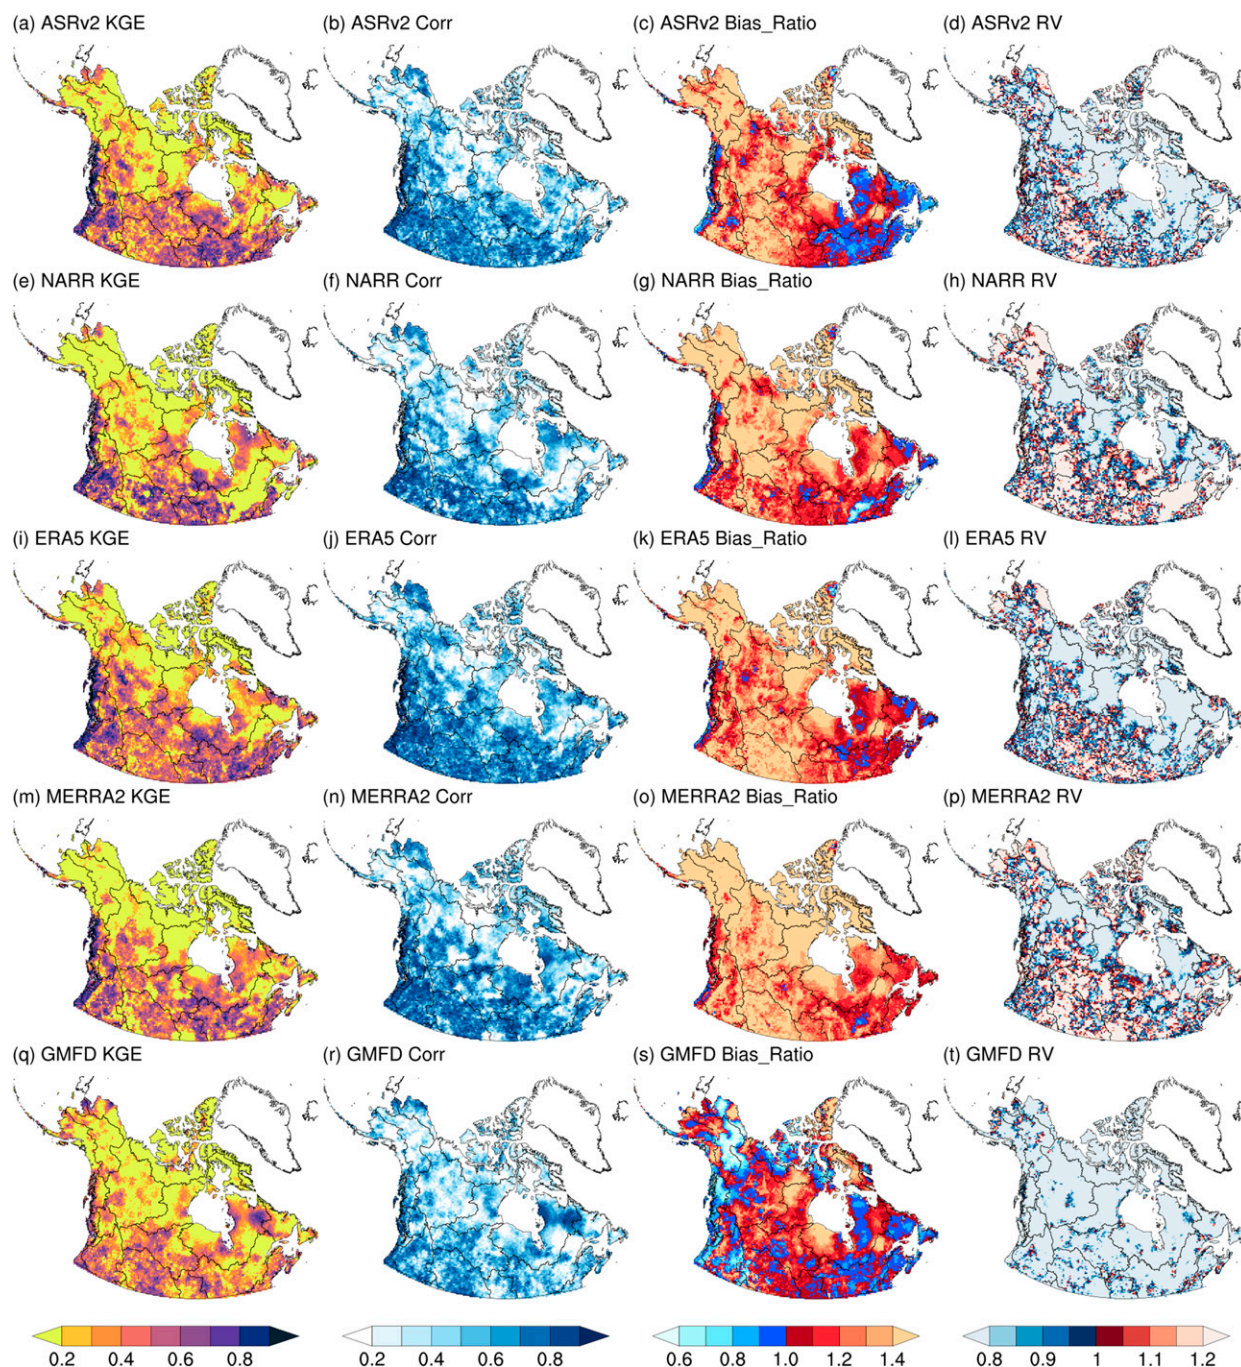 (a) ASRv2 KGE
(b) ASRv2 Corr
(c) ASRv2 Bias_Ratio
(d) ASRv2 RV
(e) NARR KGE
(f) NARR Corr
(g) NARR Bias_Ratio
(h) NARR RV
(i) ERA5 KGE
(j) ERA5 Corr
(k) ERA5 Bias_Ratio
(l) ERA5 RV
(m) MERRA2 KGE
(n) MERRA2 Corr
(o) MERRA2 Bias_Ratio
(p) MERRA2 RV
(q) GMFD KGE
(r) GMFD Corr
(s) GMFD Bias_Ratio
(t) GMFD RV
0.2 0.4 0.6 0.8
0.2 0.4 0.6 0.8
0.6 0.8 1.0 1.2 1.4
0.8 0.9 1 1.1 1.2